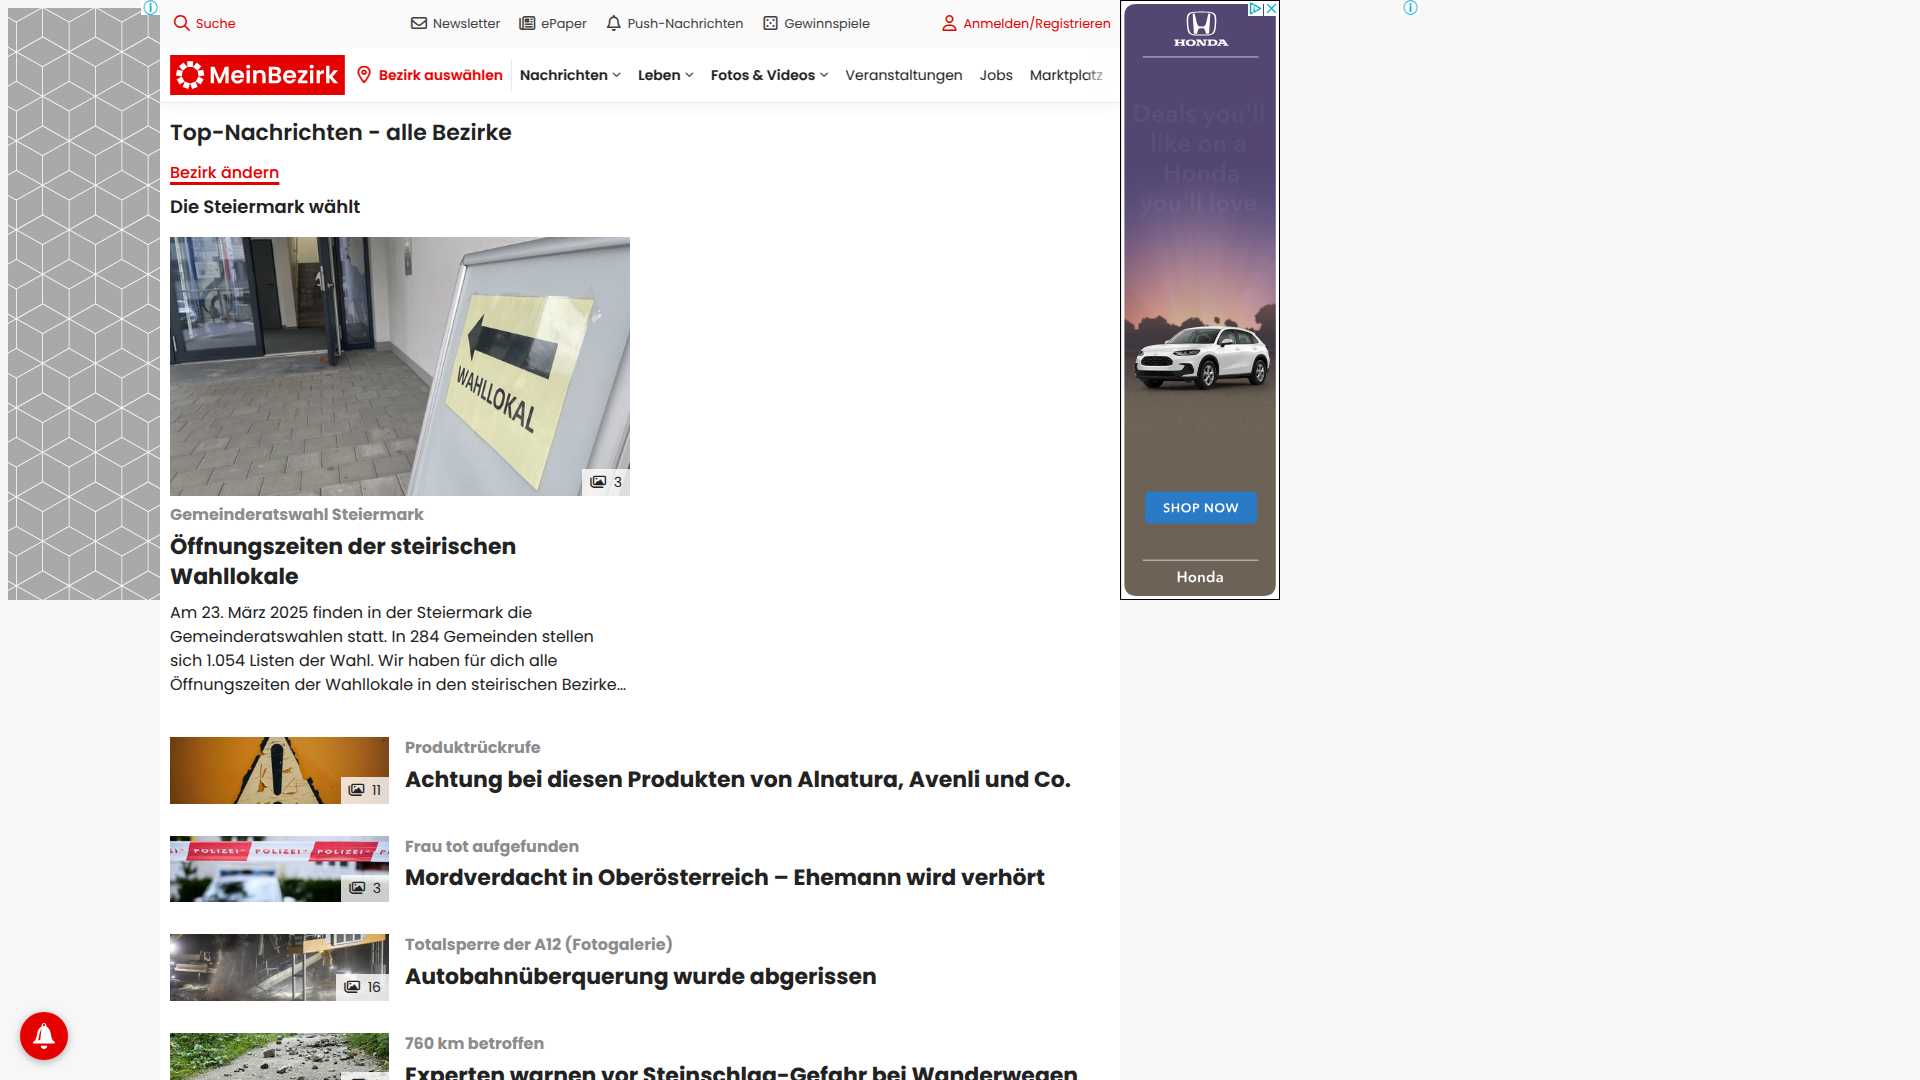 Suche
Newsletter
ePaper
Push-Nachrichten
Gewinnspiele
Anmelden/Registrieren
MeinBezirk
Bezirk auswählen
Nachrichten
Leben
Fotos & Videos
Veranstaltungen
Jobs
Marktplatz
Top-Nachrichten - alle Bezirke
Bezirk ändern
Die Steiermark wählt
WAHLLOKAL
3
Gemeinderatswahl Steiermark
Öffnungszeiten der steirischen
Wahllokale
Am 23. März 2025 finden in der Steiermark die
Gemeinderatswahlen statt. In 284 Gemeinden stellen
sich 1.054 Listen der Wahl. Wir haben für dich alle
Öffnungszeiten der Wahllokale in den steirischen Bezirke...
11
Produktrückrufe
Achtung bei diesen Produkten von Alnatura, Avenli und Co.
POLIZEI POLIZEI POLIZEI
3
Frau tot aufgefunden
Mordverdacht in Oberösterreich – Ehemann wird verhört
16
Totalsperre der A12 (Fotogalerie)
Autobahnüberquerung wurde abgerissen
760 km betroffen
Experten warnen vor Steinschlag-Gefahr bei Wanderwegen
HONDA
Deals you'll
like on a
Honda
you'll love
SHOP NOW
Honda